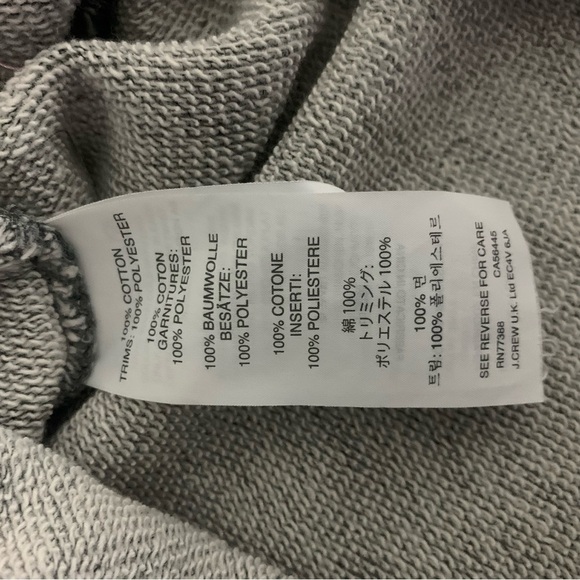 100% COTTON
TRIMS: 100% POLYESTER
100% COTON
GARNITURES:
100% POLYESTER
100% BAUMWOLLE
BESÄTZE:
100% POLYESTER
100% COTONE
INSERTI:
100% POLIESTERE
綿 100%
トリミング:
ポリエステル 100%
100% 면
트림: 100% 폴리에스테르
SEE REVERSE FOR CARE
RN77388 CA56445
J.CREW U.K. Ltd EC4V 6JA